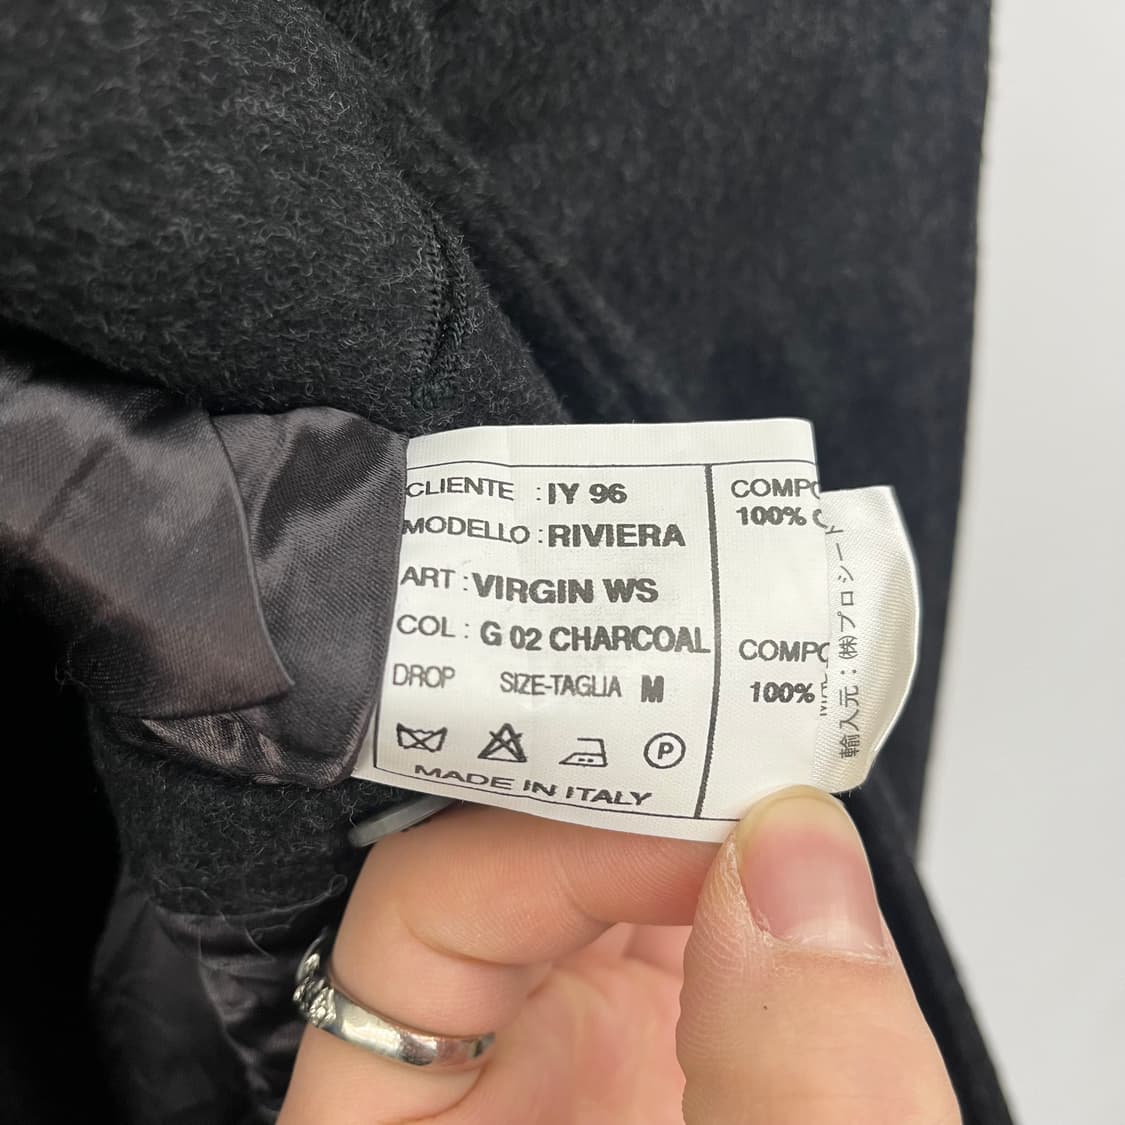 CLIENTE : IY 96
MODELLO : RIVIERA
ART : VIRGIN WS
COL : G 02 CHARCOAL
DROP SIZE-TAGLIA M
P
MADE IN ITALY
COMPO
100%
COMPO
100%
輸入元：㈱プロシード